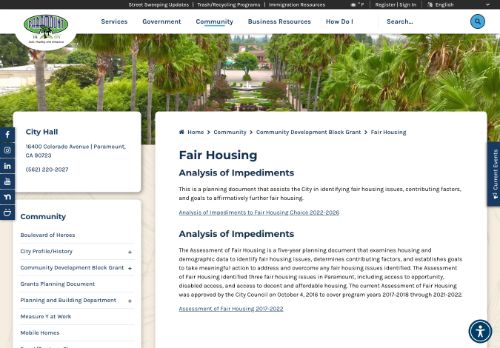 Street Sweeping Updates | Trash/Recycling Programs | Immigration Resources
° F
Register | Sign In
English
PARAMOUNT
Services
Government
Community
Business Resources
How Do I
Search...
City Hall
16400 Colorado Avenue | Paramount,
CA 90723
(562) 220-2027
Community
Boulevard of Heroes
City Profile/History +
Community Development Block Grant +
Grants Planning Document
Planning and Building Department +
Measure Y at Work
Mobile Homes
Home > Community > Community Development Block Grant > Fair Housing
Fair Housing
Analysis of Impediments
This is a planning document that assists the City in identifying fair housing issues, contributing factors,
and goals to affirmatively further fair housing.
Analysis of Impediments to Fair Housing Choice 2022-2026
Analysis of Impediments
The Assessment of Fair Housing is a five-year planning document that examines housing and
demographic data to identify fair housing issues, determines contributing factors, and establishes goals
to take meaningful action to address and overcome any fair housing issues identified. The Assessment
of Fair Housing identified three fair housing issues in Paramount, including access to opportunity,
disabled access, and access to decent and affordable housing. The current Assessment of Fair Housing
was approved by the City Council on October 4, 2016 to cover program years 2017-2018 through 2021-2022.
Assessment of Fair Housing 2017-2022
Current Events